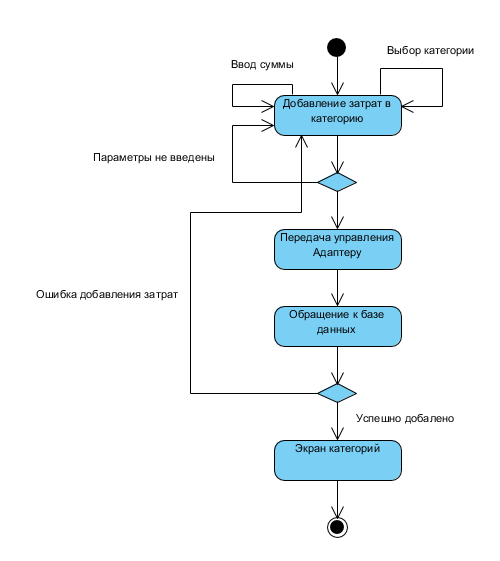 Выбор категории
Ввод суммы
Добавление затрат в
категорию
Параметры не введены
Передача управления
Адаптеру
Ошибка добавления затрат
Обращение к базе
данных
Успешно добалено
Экран категорий